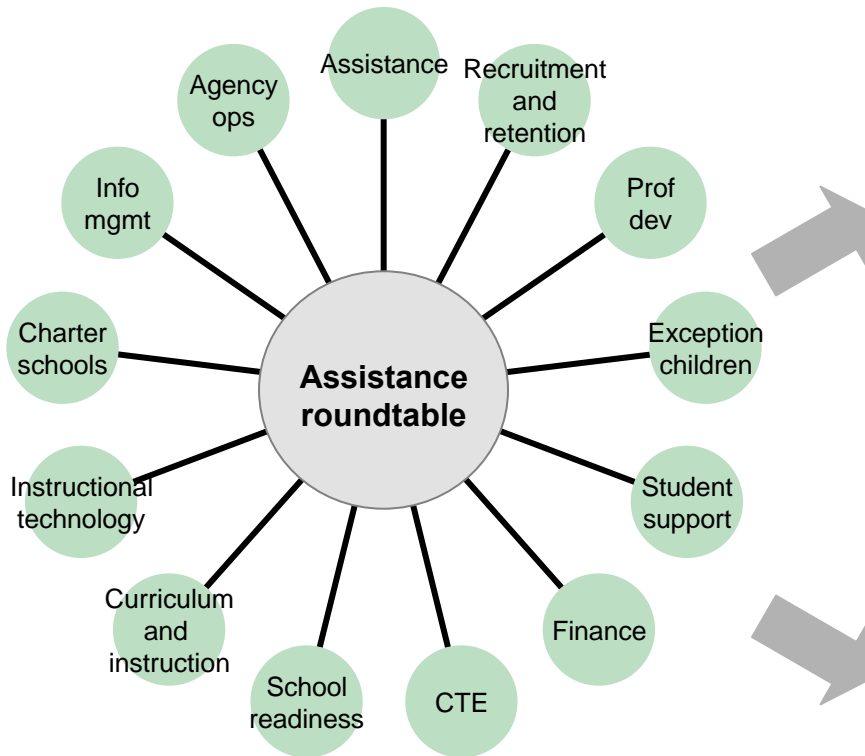 Assistance
Recruitment
and
retention
Agency
ops
Prof
dev
Info
mgmt
Exception
children
Charter
schools
Assistance
roundtable
Student
support
Instructional
technology
Finance
Curriculum
and
instruction
CTE
School
readiness